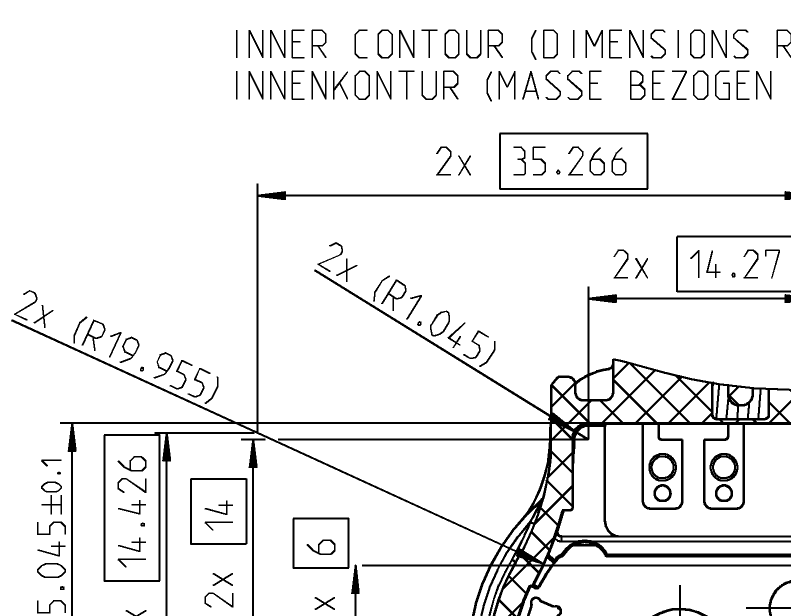 INNER CONTOUR (DIMENSIONS R
INNENKONTUR (MASSE BEZOGEN
2x 35.266
2x 14.27
2x (R1.045)
2x (R19.955)
5.045±0.1
x 14.426
2x 14
x 6